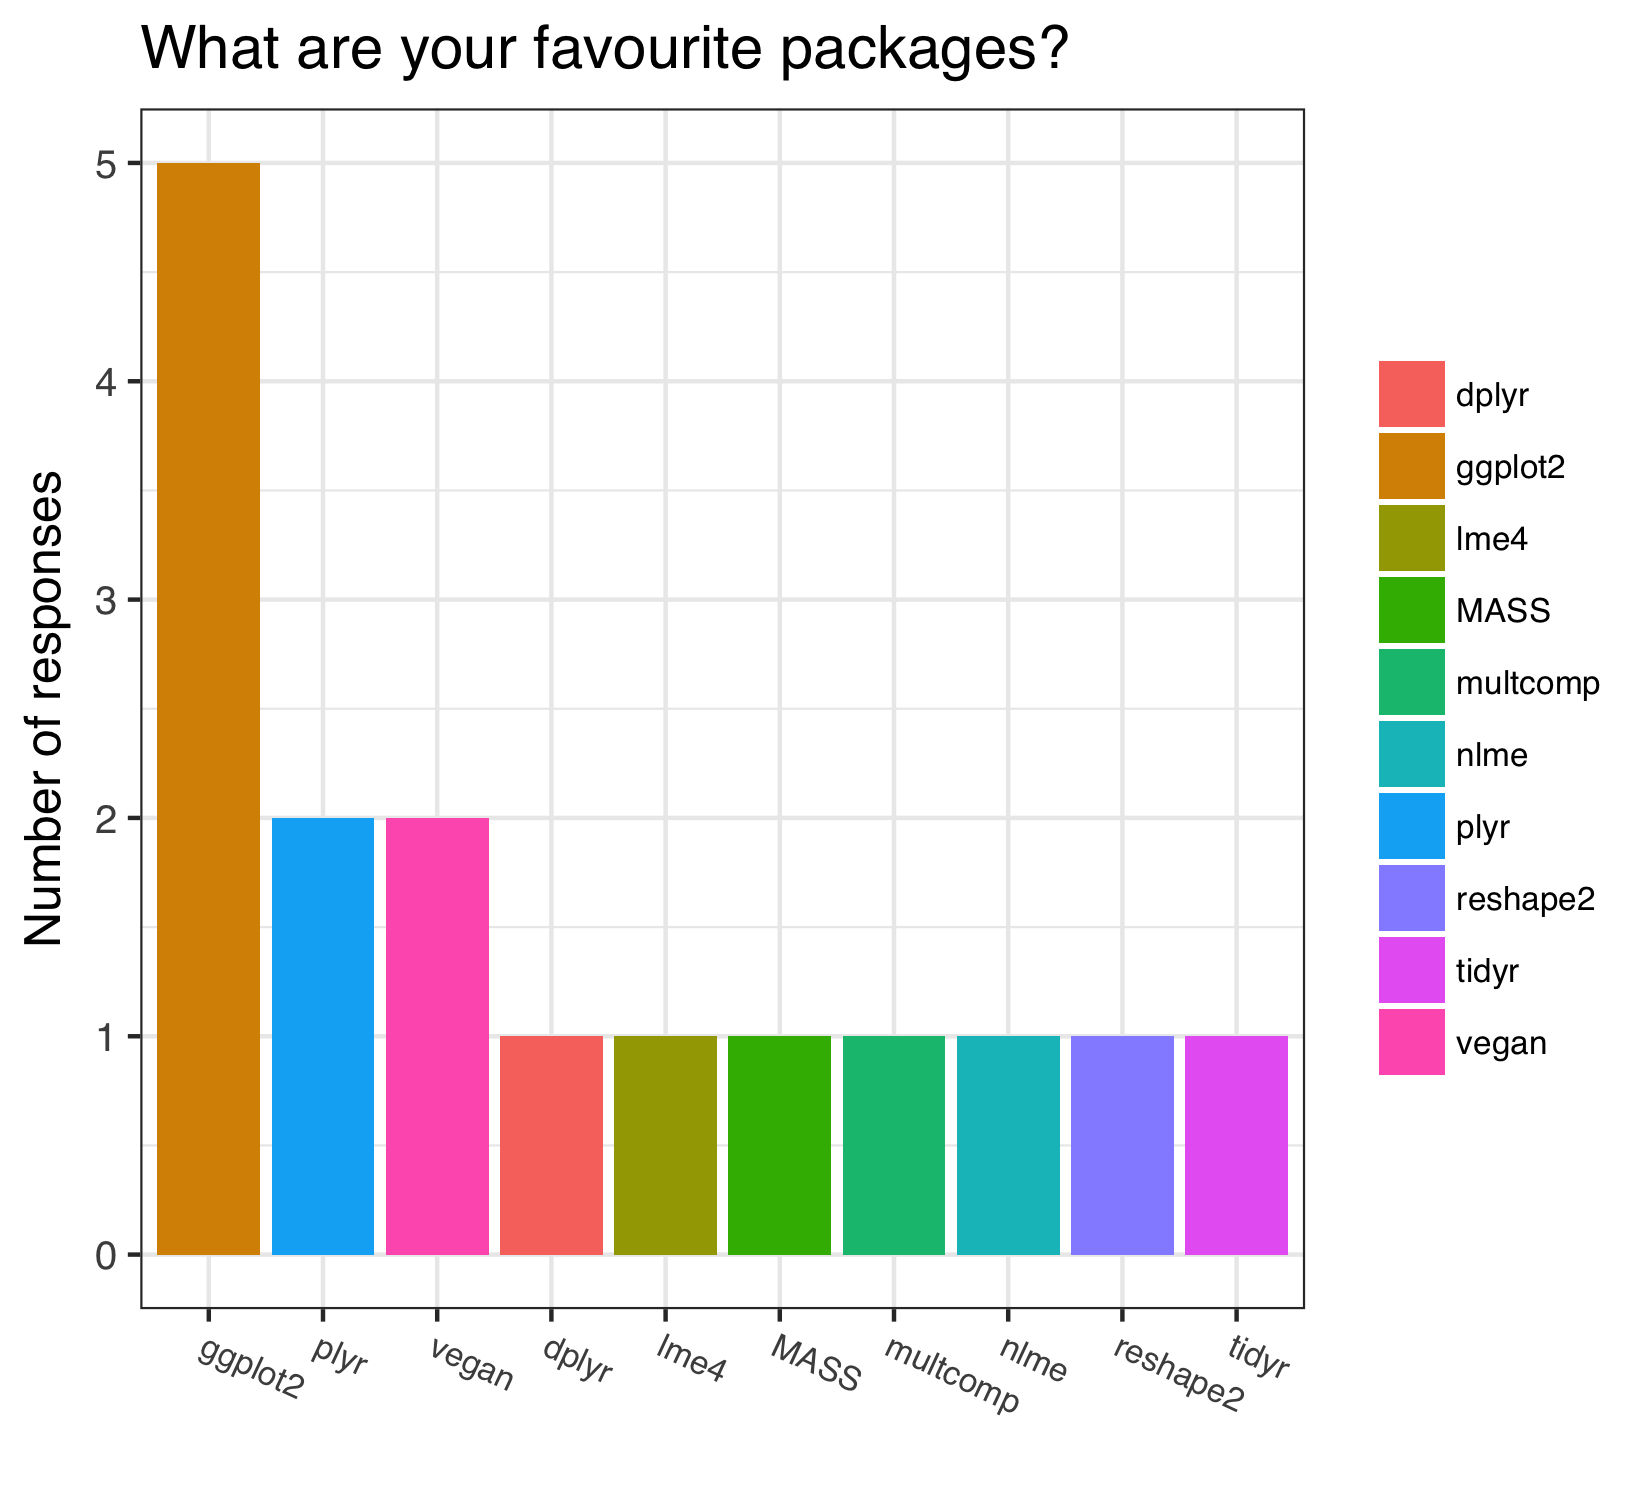 What are your favourite packages?
Number of responses
5
4
3
2
1
0
ggplot2
plyr
vegan
dplyr
lme4
MASS
multcomp
nlme
reshape2
tidyr
dplyr
ggplot2
lme4
MASS
multcomp
nlme
plyr
reshape2
tidyr
vegan